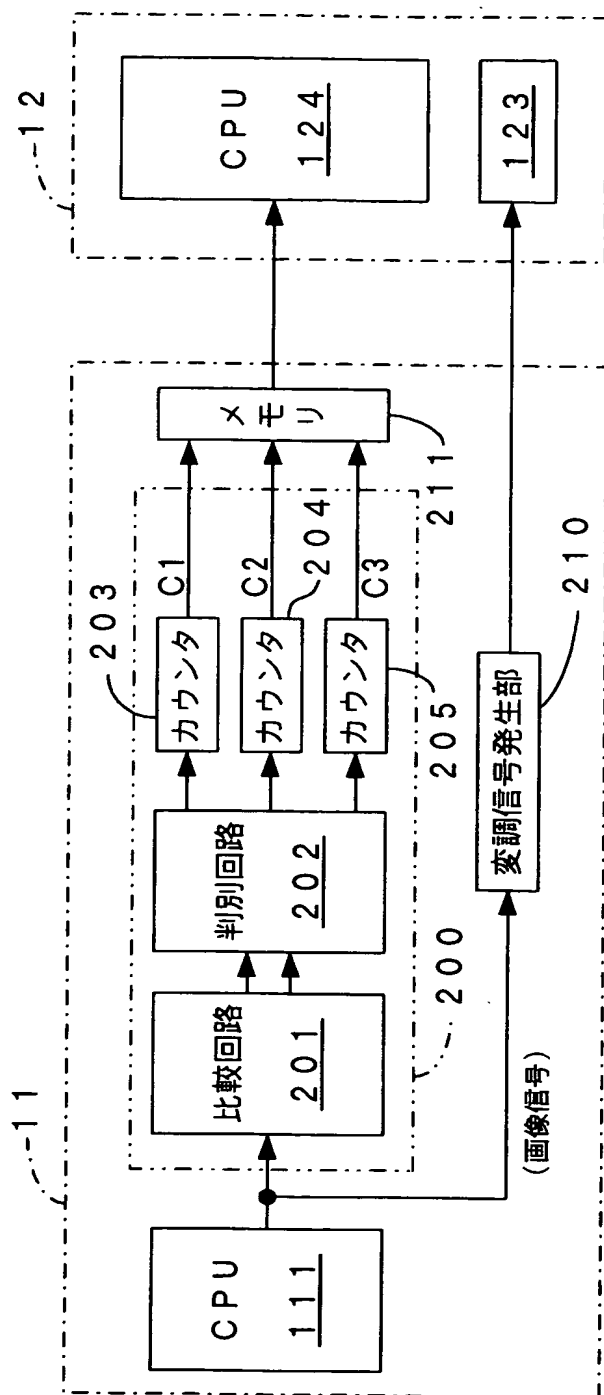 11
CPU
111
比較回路
201
判別回路
202
200
203
カウンタ
C1
カウンタ
C2
204
カウンタ
C3
205
メモリ
211
(画像信号)
変調信号発生部
210
12
CPU
124
123